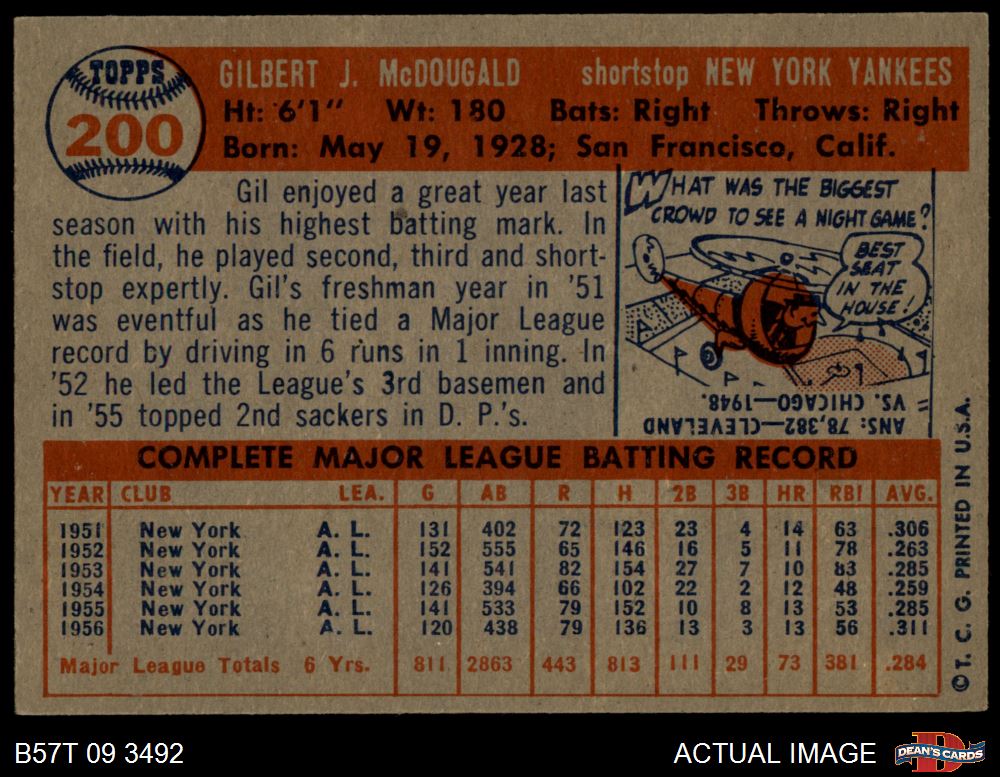 TOPPS
200
GILBERT J. McDOUGALD shortstop NEW YORK YANKEES
Ht: 6'1" Wt: 180 Bats: Right Throws: Right
Born: May 19, 1928; San Francisco, Calif.
Gil enjoyed a great year last
season with his highest batting mark. In
the field, he played second, third and short-
stop expertly. Gil's freshman year in '51
was eventful as he tied a Major League
record by driving in 6 runs in 1 inning. In
'52 he led the League's 3rd basemen and
in '55 topped 2nd sackers in D. P.'s.
WHAT WAS THE BIGGEST
CROWD TO SEE A NIGHT GAME?
BEST
SEAT
IN THE
HOUSE!
ANS: 78,382—CLEVELAND
VS. CHICAGO—1948.
COMPLETE MAJOR LEAGUE BATTING RECORD
YEAR CLUB LEA. G AB R H 2B 3B HR RBI AVG.
1951 New York A. L. 131 402 72 123 23 4 14 63 .306
1952 New York A. L. 152 555 65 146 16 5 11 78 .263
1953 New York A. L. 141 541 82 154 27 7 10 83 .285
1954 New York A. L. 126 394 66 102 22 2 12 48 .259
1955 New York A. L. 141 533 79 152 10 8 13 53 .285
1956 New York A. L. 120 438 79 136 13 3 13 56 .311
Major League Totals 6 Yrs. 811 2863 443 813 111 29 73 381 .284
©T. C. G. PRINTED IN U.S.A.
B57T 09 3492
ACTUAL IMAGE
DEAN'S CARDS